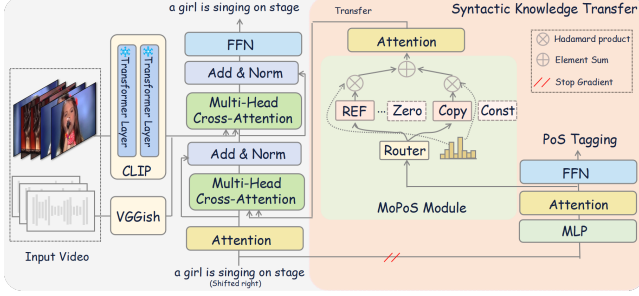 a girl is singing on stage
Transfer
Syntactic Knowledge Transfer
FFN
Attention
Hadamard product
Element Sum
Stop Gradient
Add & Norm
Transformer Layer
Transformer Layer
Multi-Head
Cross-Attention
REF
...
Zero
Copy
Const
CLIP
Add & Norm
Router
PoS Tagging
FFN
Multi-Head
Cross-Attention
MoPoS Module
Attention
VGGish
Attention
MLP
Input Video
a girl is singing on stage
(Shifted right)